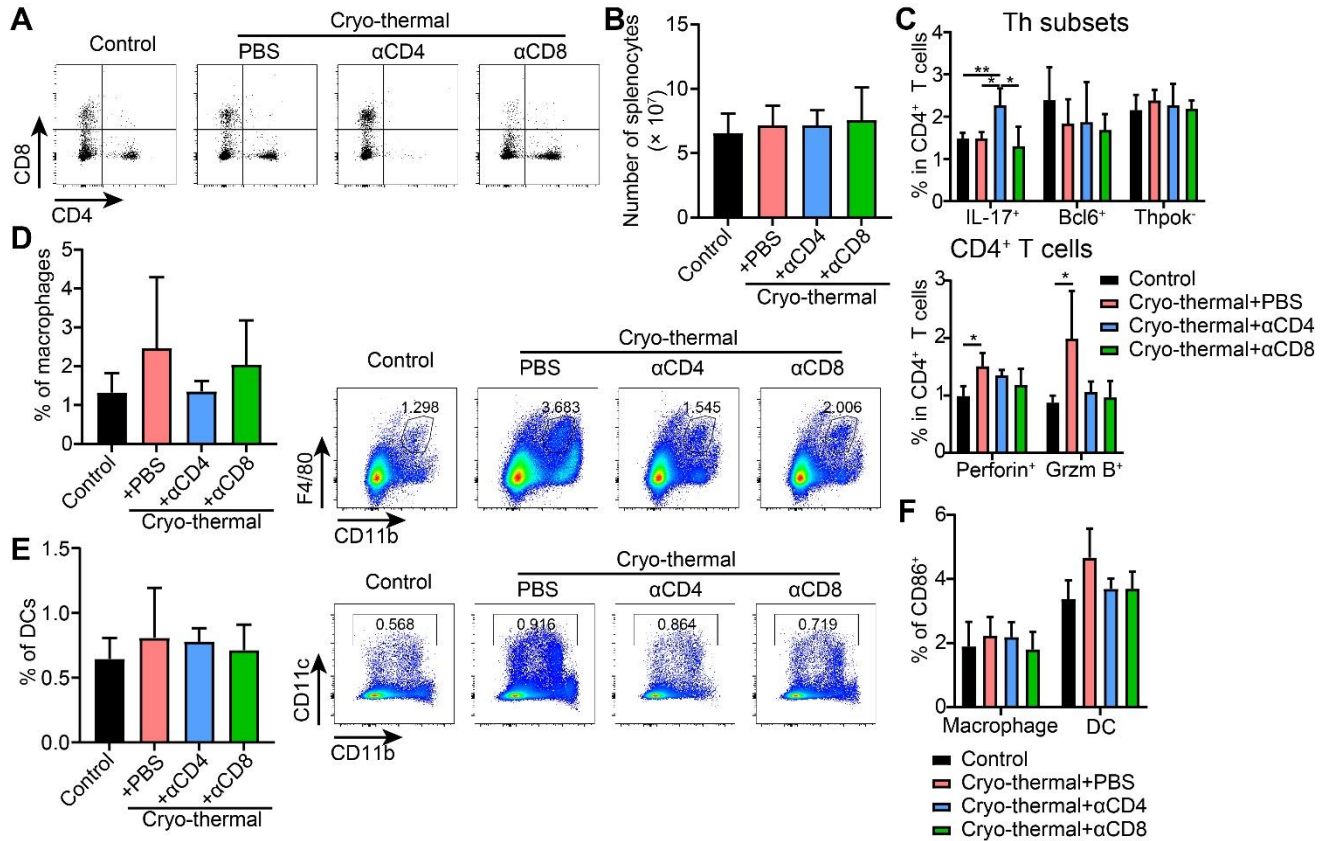 A
Control
Cryo-thermal
PBS
αCD4
αCD8
CD8
CD4
B
Number of splenocytes
(× 10⁷)
15
10
5
0
Control
+PBS
+αCD4
+αCD8
Cryo-thermal
C
Th subsets
% in CD4⁺ T cells
4
3
2
1
** 
* *
IL-17⁺
Bcl6⁺
Thpok⁻
CD4⁺ T cells
% in CD4⁺ T cells
3
2
1
0
*
*
Perforin⁺
Grzm B⁺
Control
Cryo-thermal+PBS
Cryo-thermal+αCD4
Cryo-thermal+αCD8
D
% of macrophages
5
4
3
2
1
0
Control
+PBS
+αCD4
+αCD8
Cryo-thermal
Control
Cryo-thermal
PBS
αCD4
αCD8
1.298
3.683
1.545
2.006
F4/80
CD11b
E
% of DCs
1.5
1.0
0.5
0.0
Control
+PBS
+αCD4
+αCD8
Cryo-thermal
Control
Cryo-thermal
PBS
αCD4
αCD8
0.568
0.916
0.864
0.719
CD11c
CD11b
F
% of CD86⁺
6
4
2
0
Macrophage
DC
Control
Cryo-thermal+PBS
Cryo-thermal+αCD4
Cryo-thermal+αCD8